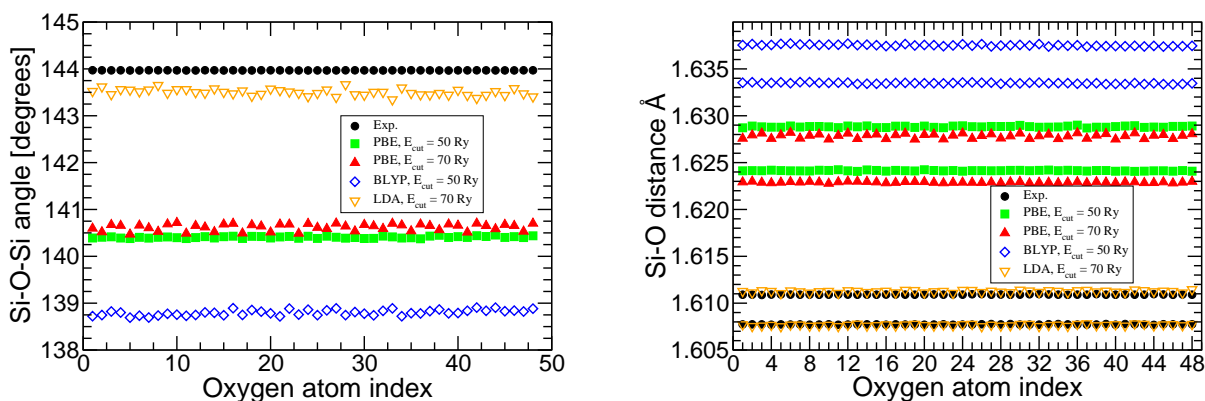 145
144
143
142
141
140
139
138
0
10
20
30
40
50
Si-O-Si angle [degrees]
Oxygen atom index
Exp.
PBE, Ecut = 50 Ry
PBE, Ecut = 70 Ry
BLYP, Ecut = 50 Ry
LDA, Ecut = 70 Ry
1.635
1.630
1.625
1.620
1.615
1.610
1.605
0
4
8
12
16
20
24
28
32
36
40
44
48
Si-O distance Å
Oxygen atom index
Exp.
PBE, Ecut = 50 Ry
PBE, Ecut = 70 Ry
BLYP, Ecut = 50 Ry
LDA, Ecut = 70 Ry